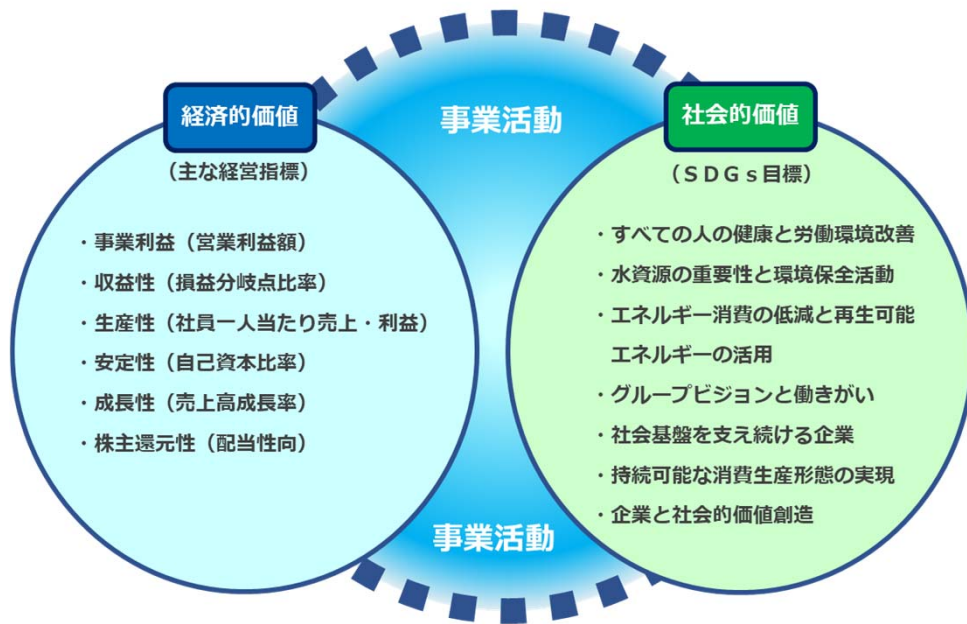 事業活動
経済的価値
(主な経営指標)
・事業利益(営業利益額)
・収益性(損益分岐点比率)
・生産性(社員一人当たり売上・利益)
・安定性(自己資本比率)
・成長性(売上高成長率)
・株主還元性(配当性向)
社会的価値
(SDGs目標)
・すべての人の健康と労働環境改善
・水資源の重要性と環境保全活動
・エネルギー消費の低減と再生可能
エネルギーの活用
・グループビジョンと働きがい
・社会基盤を支え続ける企業
・持続可能な消費生産形態の実現
・企業と社会的価値創造
事業活動